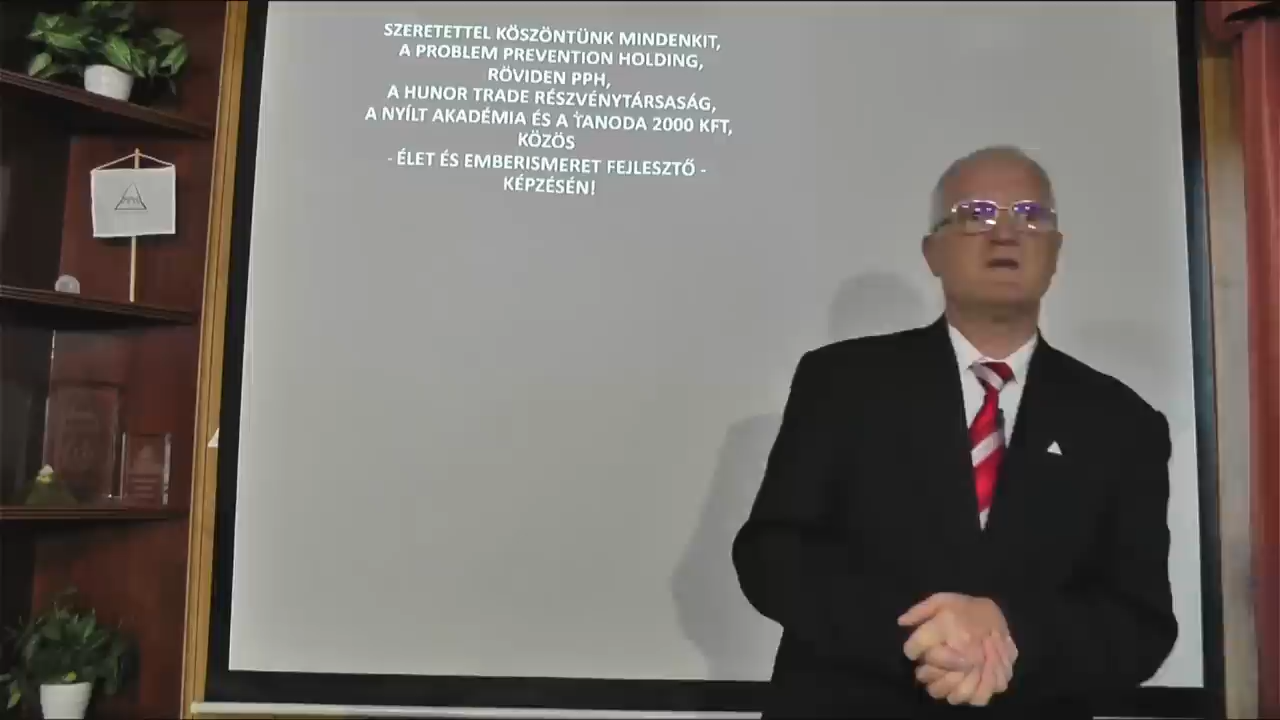 SZERETETTEL KÖSZÖNTÜNK MINDENKIT,
A PROBLEM PREVENTION HOLDING,
RÖVIDEN PPH,
A HUNOR TRADE RÉSZVÉNYTÁRSASÁG,
A NYÍLT AKADÉMIA ÉS A TANODA 2000 KFT,
KÖZÖS
- ÉLET ÉS EMBERISMERET FEJLESZTŐ -
KÉPZÉSÉN!